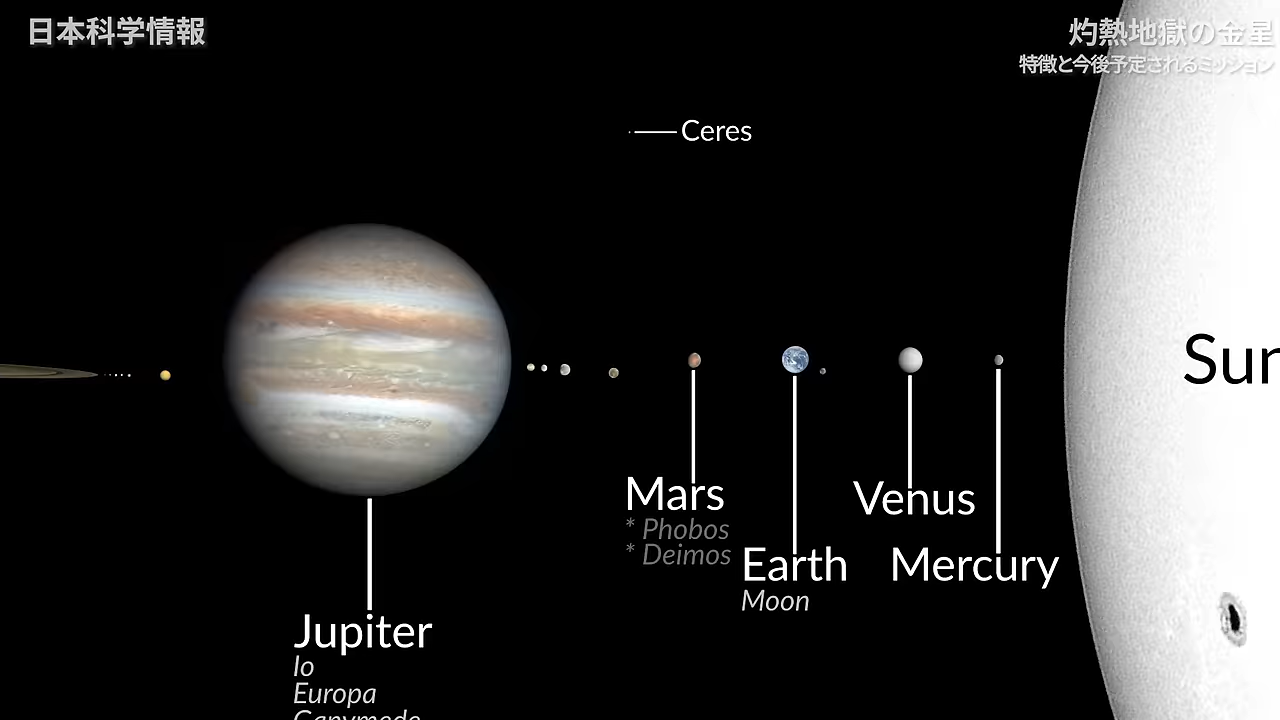 日本科学情報
灼熱地獄の金星
特徴と今後予定されるミッション
Ceres
Sun
Mars
* Phobos
* Deimos
Venus
Earth
Moon
Mercury
Jupiter
Io
Europa
Ganymede